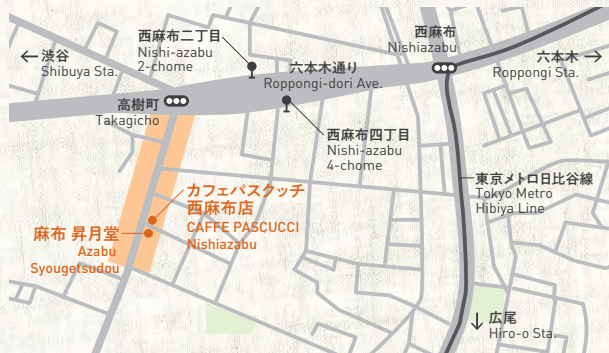 西麻布二丁目
Nishi-azabu
2-chome
西麻布
Nishiazabu
渋谷
Shibuya Sta.
六本木通り
Roppongi-dori Ave.
六本木
Roppongi Sta.
高樹町
Takagicho
西麻布四丁目
Nishi-azabu
4-chome
東京メトロ日比谷線
Tokyo Metro
Hibiya Line
カフェパスクッチ
西麻布店
CAFFE PASCUCCI
Nishiazabu
麻布 昇月堂
Azabu
Syougetsudou
広尾
Hiro-o Sta.